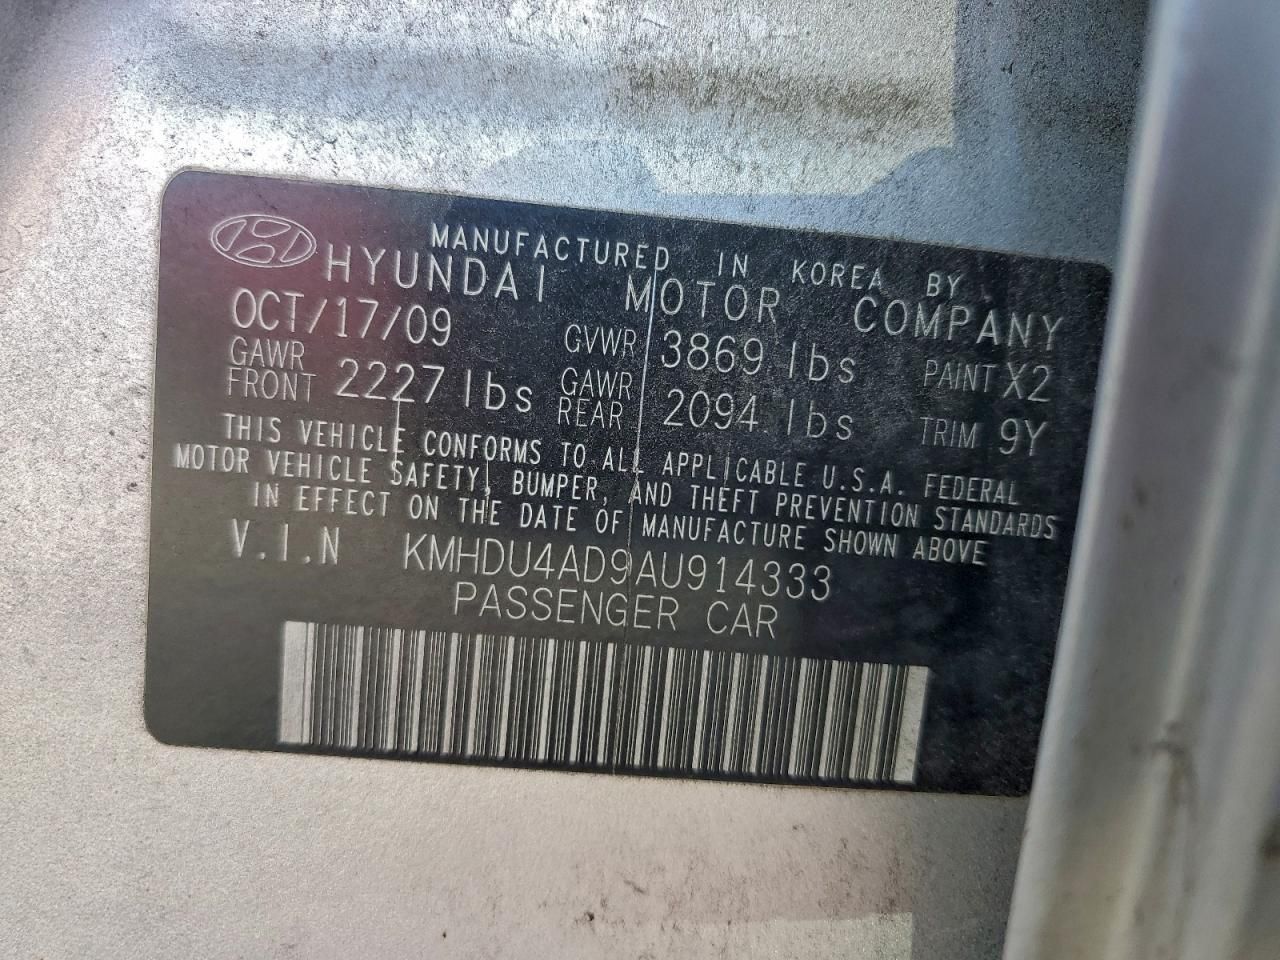 MANUFACTURED IN KOREA BY
HYUNDAI MOTOR COMPANY
OCT/17/09 GVWR 3869 lbs PAINT X2
GAWR FRONT 2227 lbs GAWR REAR 2094 lbs TRIM 9Y
THIS VEHICLE CONFORMS TO ALL APPLICABLE U.S.A. FEDERAL
MOTOR VEHICLE SAFETY, BUMPER, AND THEFT PREVENTION STANDARDS
IN EFFECT ON THE DATE OF MANUFACTURE SHOWN ABOVE
V.I.N KMHDU4AD9AU914333
PASSENGER CAR